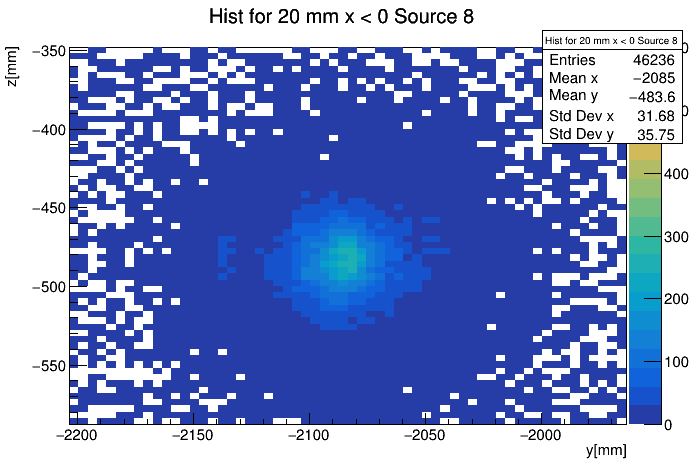 Hist for 20 mm x < 0 Source 8
z[mm]
Hist for 20 mm x < 0 Source 8
Entries 46236
Mean x −2085
Mean y −483.6
Std Dev x 31.68
Std Dev y 35.75
−350
−400
−450
−500
−550
400
300
200
100
0
−2200 −2150 −2100 −2050 −2000
y[mm]